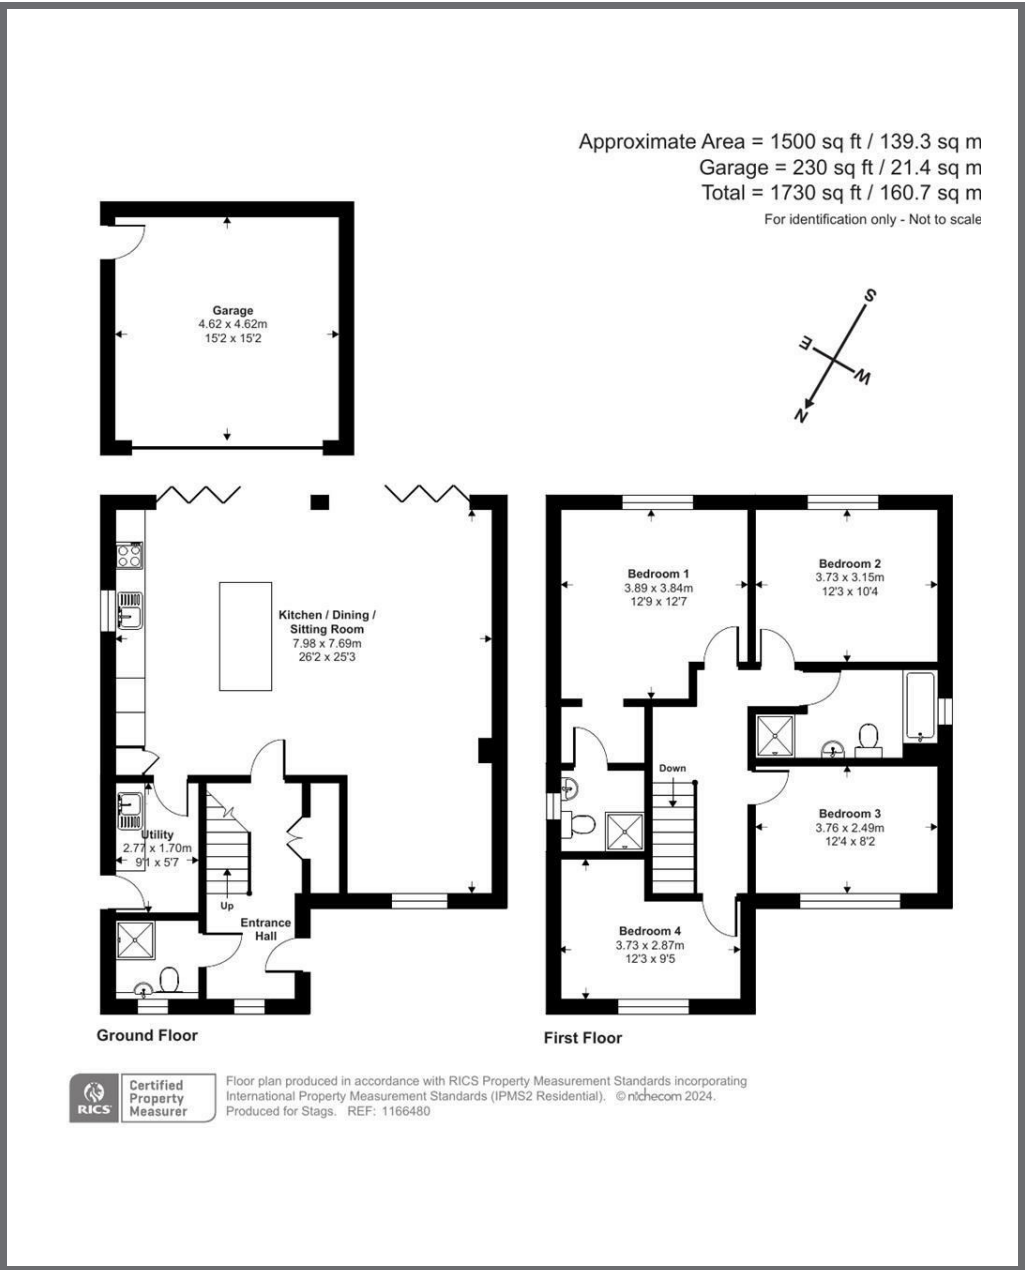 Approximate Area = 1500 sq ft / 139.3 sq m
Garage = 230 sq ft / 21.4 sq m
Total = 1730 sq ft / 160.7 sq m
For identification only - Not to scale
S
E
W
N
Garage
4.62 x 4.62m
15'2 x 15'2
Kitchen / Dining /
Sitting Room
7.98 x 7.69m
26'2 x 25'3
Utility
2.77 x 1.70m
9'1 x 5'7
Up
Entrance
Hall
Ground Floor
Bedroom 1
3.89 x 3.84m
12'9 x 12'7
Bedroom 2
3.73 x 3.15m
12'3 x 10'4
Down
Bedroom 3
3.76 x 2.49m
12'4 x 8'2
Bedroom 4
3.73 x 2.87m
12'3 x 9'5
First Floor
RICS
Certified
Property
Measurer
Floor plan produced in accordance with RICS Property Measurement Standards incorporating
International Property Measurement Standards (IPMS2 Residential). © nichecom 2024.
Produced for Stags. REF: 1166480